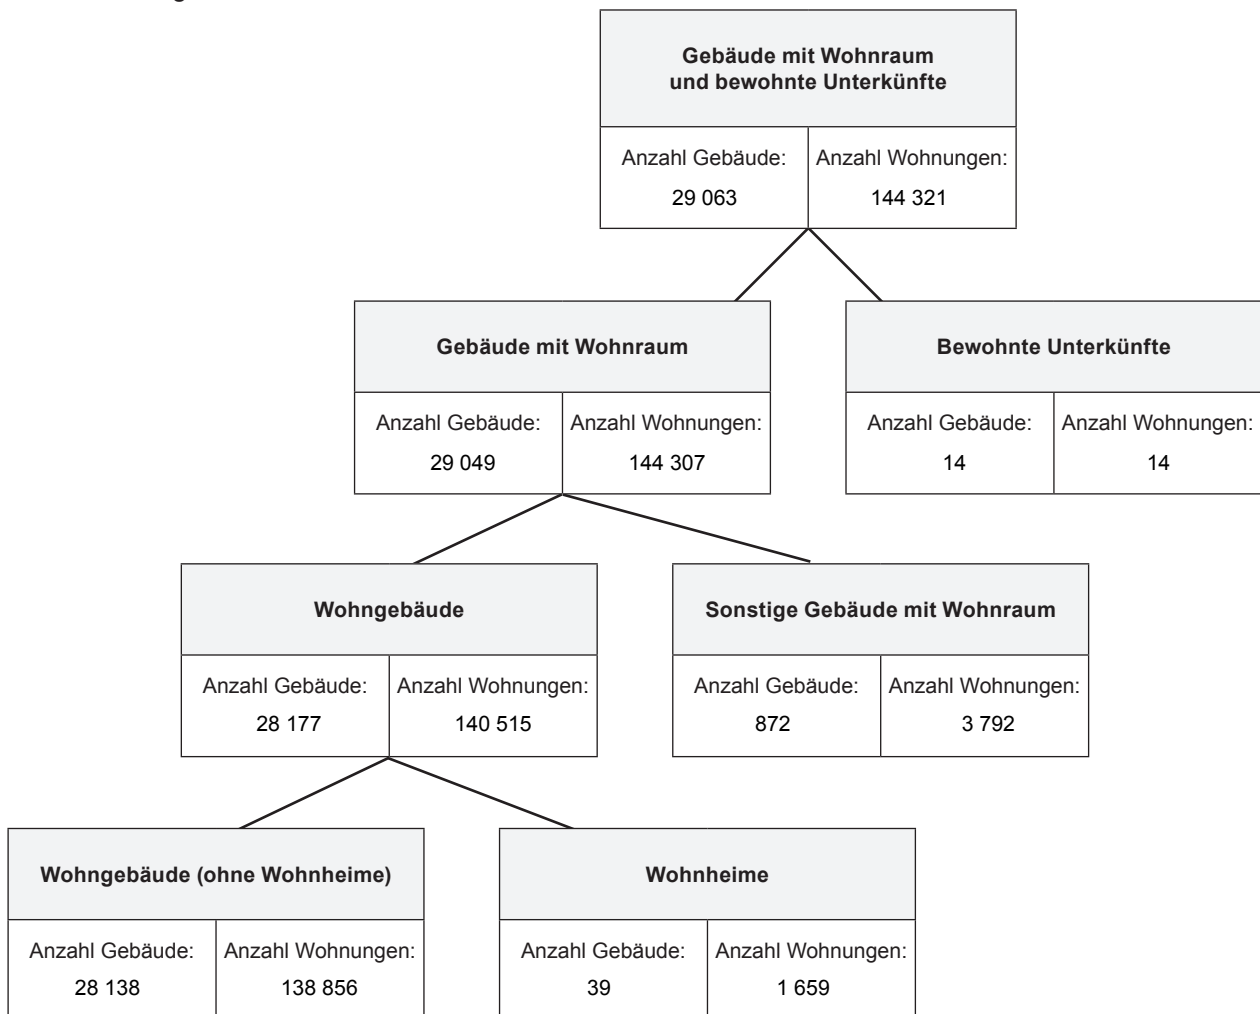 Gebäude mit Wohnraum
und bewohnte Unterkünfte
Anzahl Gebäude: Anzahl Wohnungen:
29 063 144 321
Gebäude mit Wohnraum Bewohnte Unterkünfte
Anzahl Gebäude: Anzahl Wohnungen: Anzahl Gebäude: Anzahl Wohnungen:
29 049 144 307 14 14
Wohngebäude Sonstige Gebäude mit Wohnraum
Anzahl Gebäude: Anzahl Wohnungen: Anzahl Gebäude: Anzahl Wohnungen:
28 177 140 515 872 3 792
Wohngebäude (ohne Wohnheime) Wohnheime
Anzahl Gebäude: Anzahl Wohnungen: Anzahl Gebäude: Anzahl Wohnungen:
28 138 138 856 39 1 659